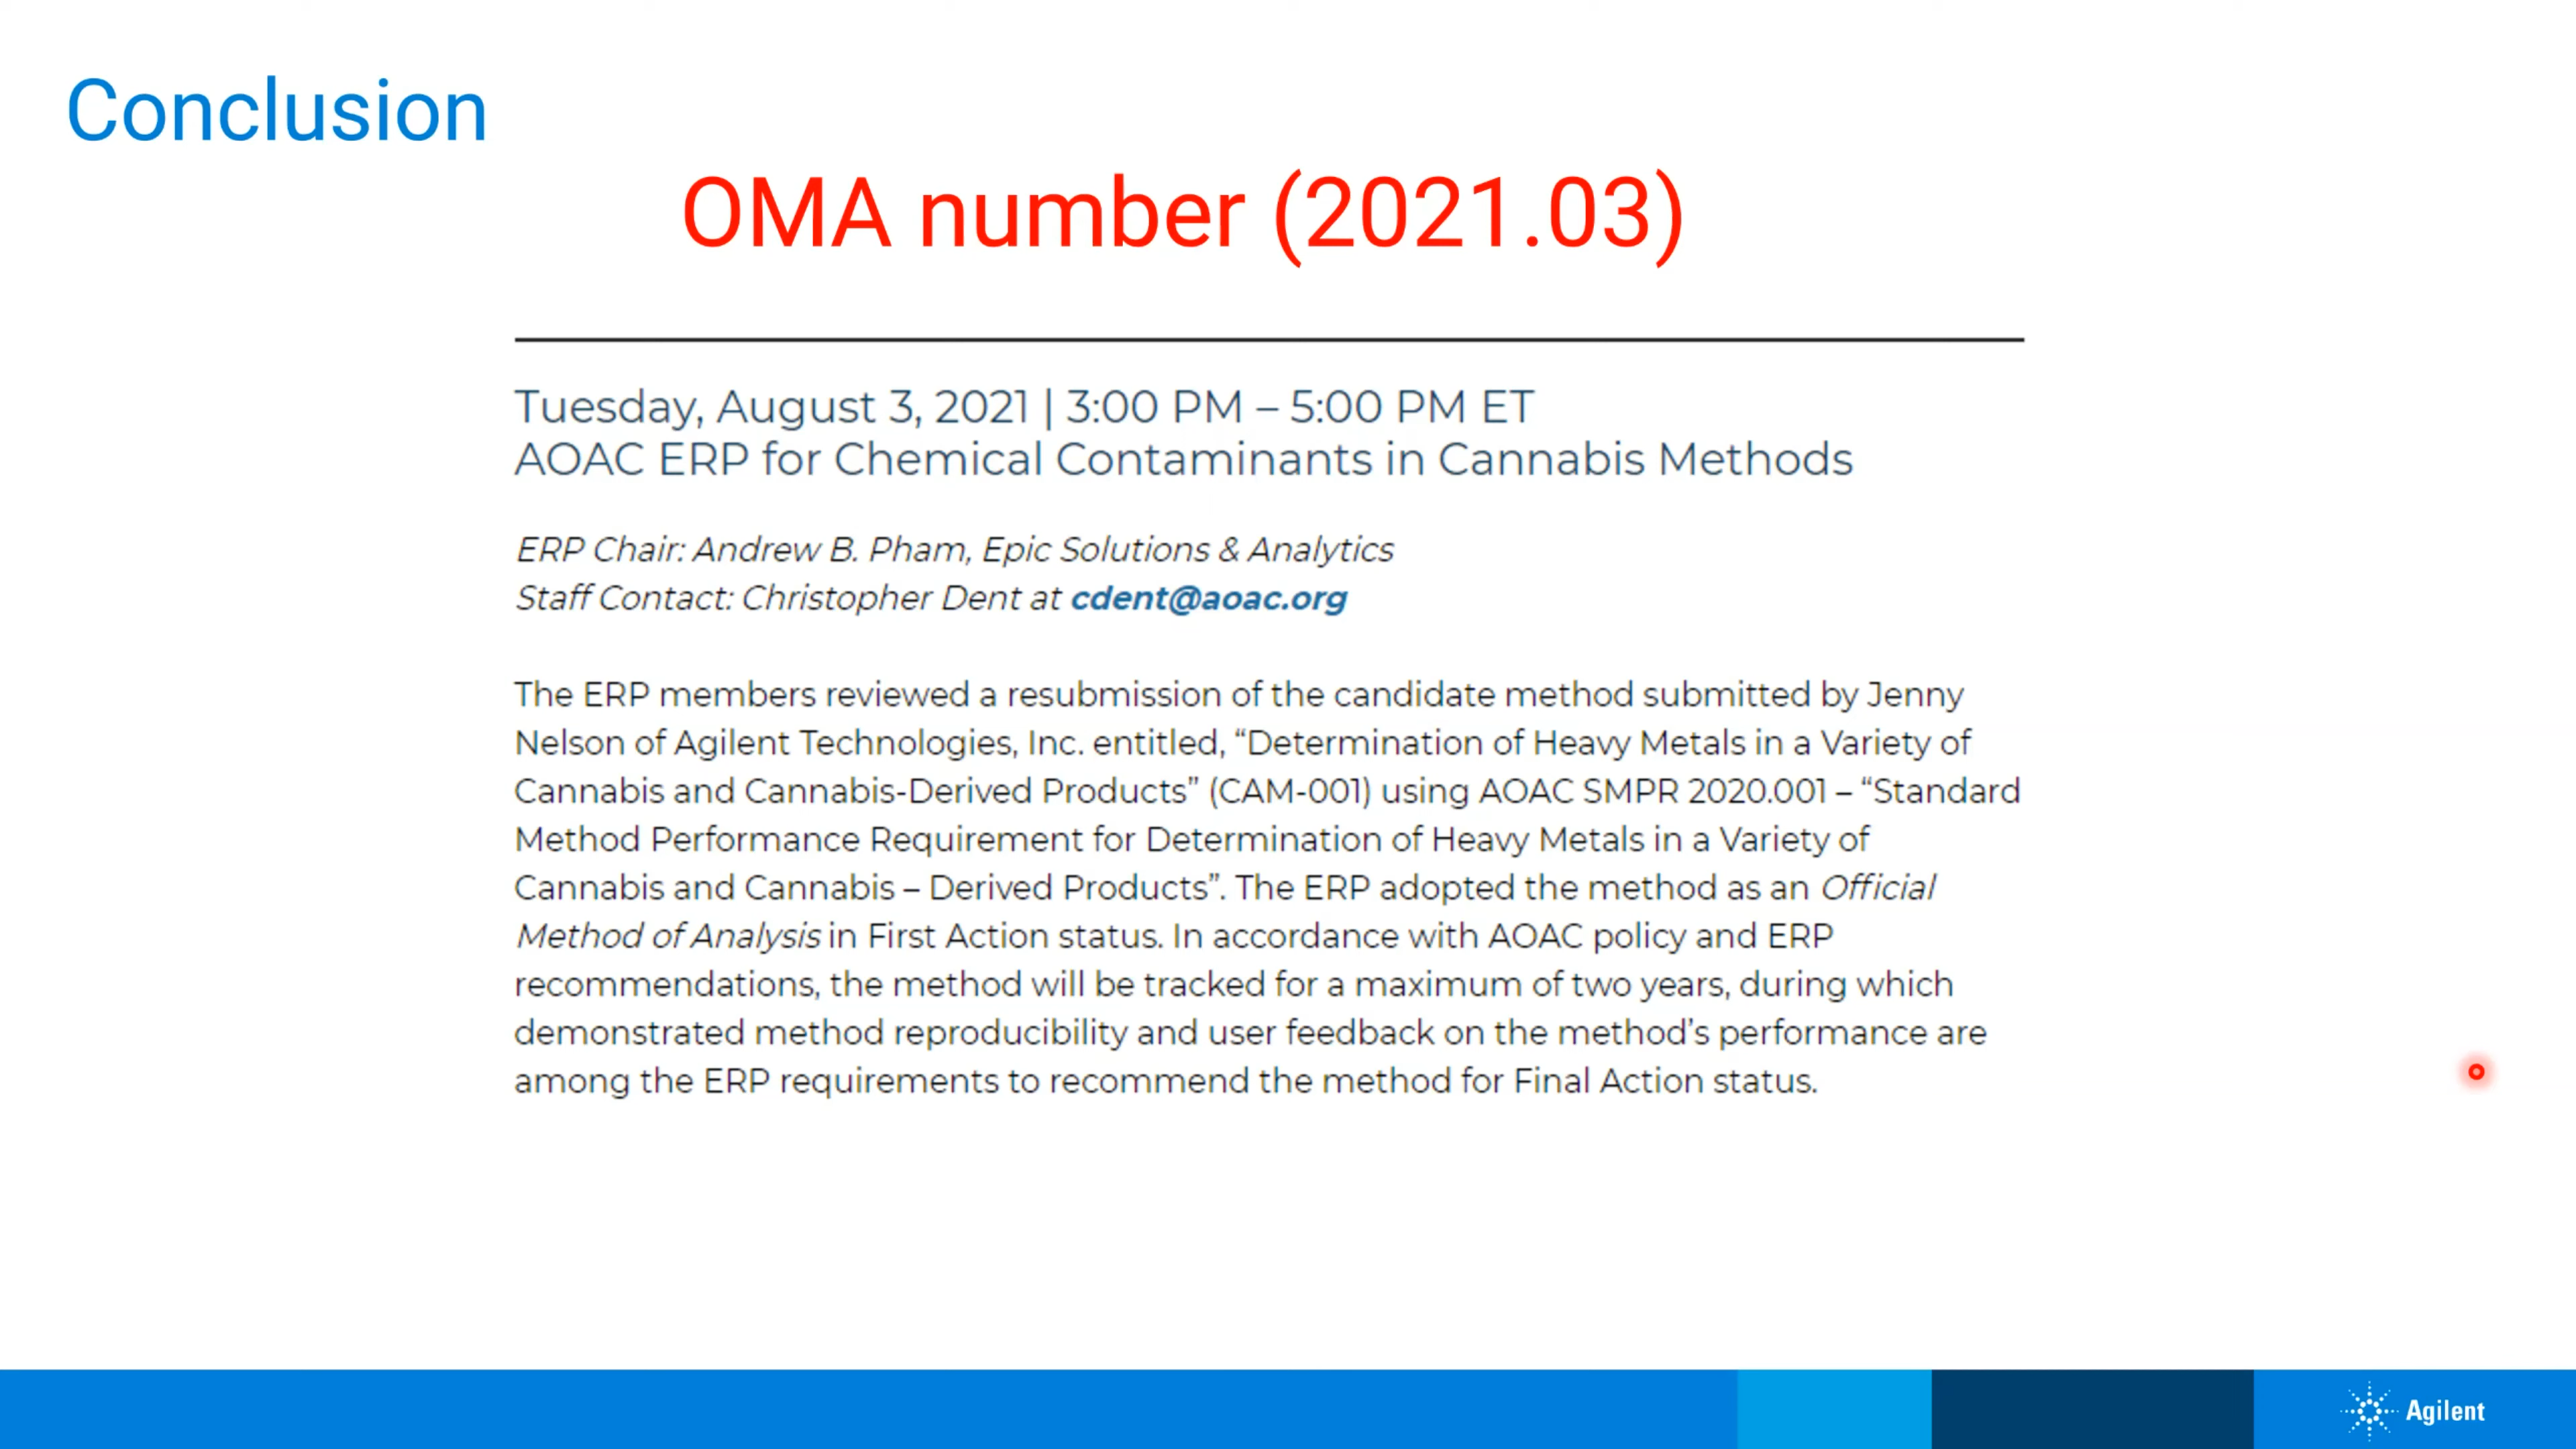 Conclusion
OMA number (2021.03)
Tuesday, August 3, 2021 | 3:00 PM – 5:00 PM ET
AOAC ERP for Chemical Contaminants in Cannabis Methods
ERP Chair: Andrew B. Pham, Epic Solutions & Analytics
Staff Contact: Christopher Dent at cdent@aoac.org
The ERP members reviewed a resubmission of the candidate method submitted by Jenny
Nelson of Agilent Technologies, Inc. entitled, “Determination of Heavy Metals in a Variety of
Cannabis and Cannabis-Derived Products” (CAM-001) using AOAC SMPR 2020.001 – “Standard
Method Performance Requirement for Determination of Heavy Metals in a Variety of
Cannabis and Cannabis – Derived Products”. The ERP adopted the method as an Official
Method of Analysis in First Action status. In accordance with AOAC policy and ERP
recommendations, the method will be tracked for a maximum of two years, during which
demonstrated method reproducibility and user feedback on the method’s performance are
among the ERP requirements to recommend the method for Final Action status.
Agilent